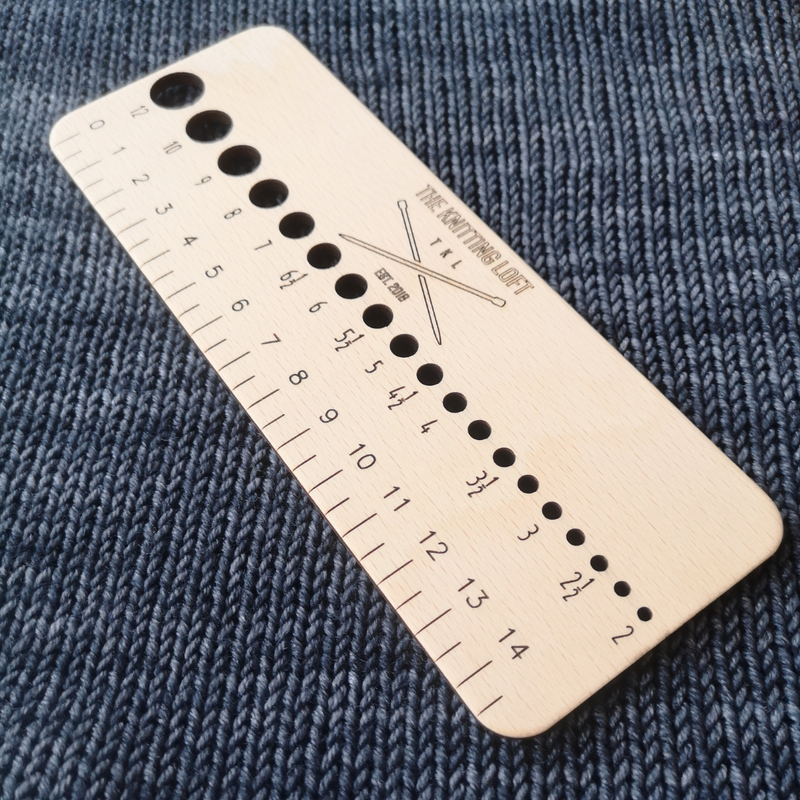 THE KNITTING LOFT
T K L
EST. 2018
12 10 9 8 7 6½ 6 5½ 5 4½ 4 3½ 3 2½ 2
0 1 2 3 4 5 6 7 8 9 10 11 12 13 14